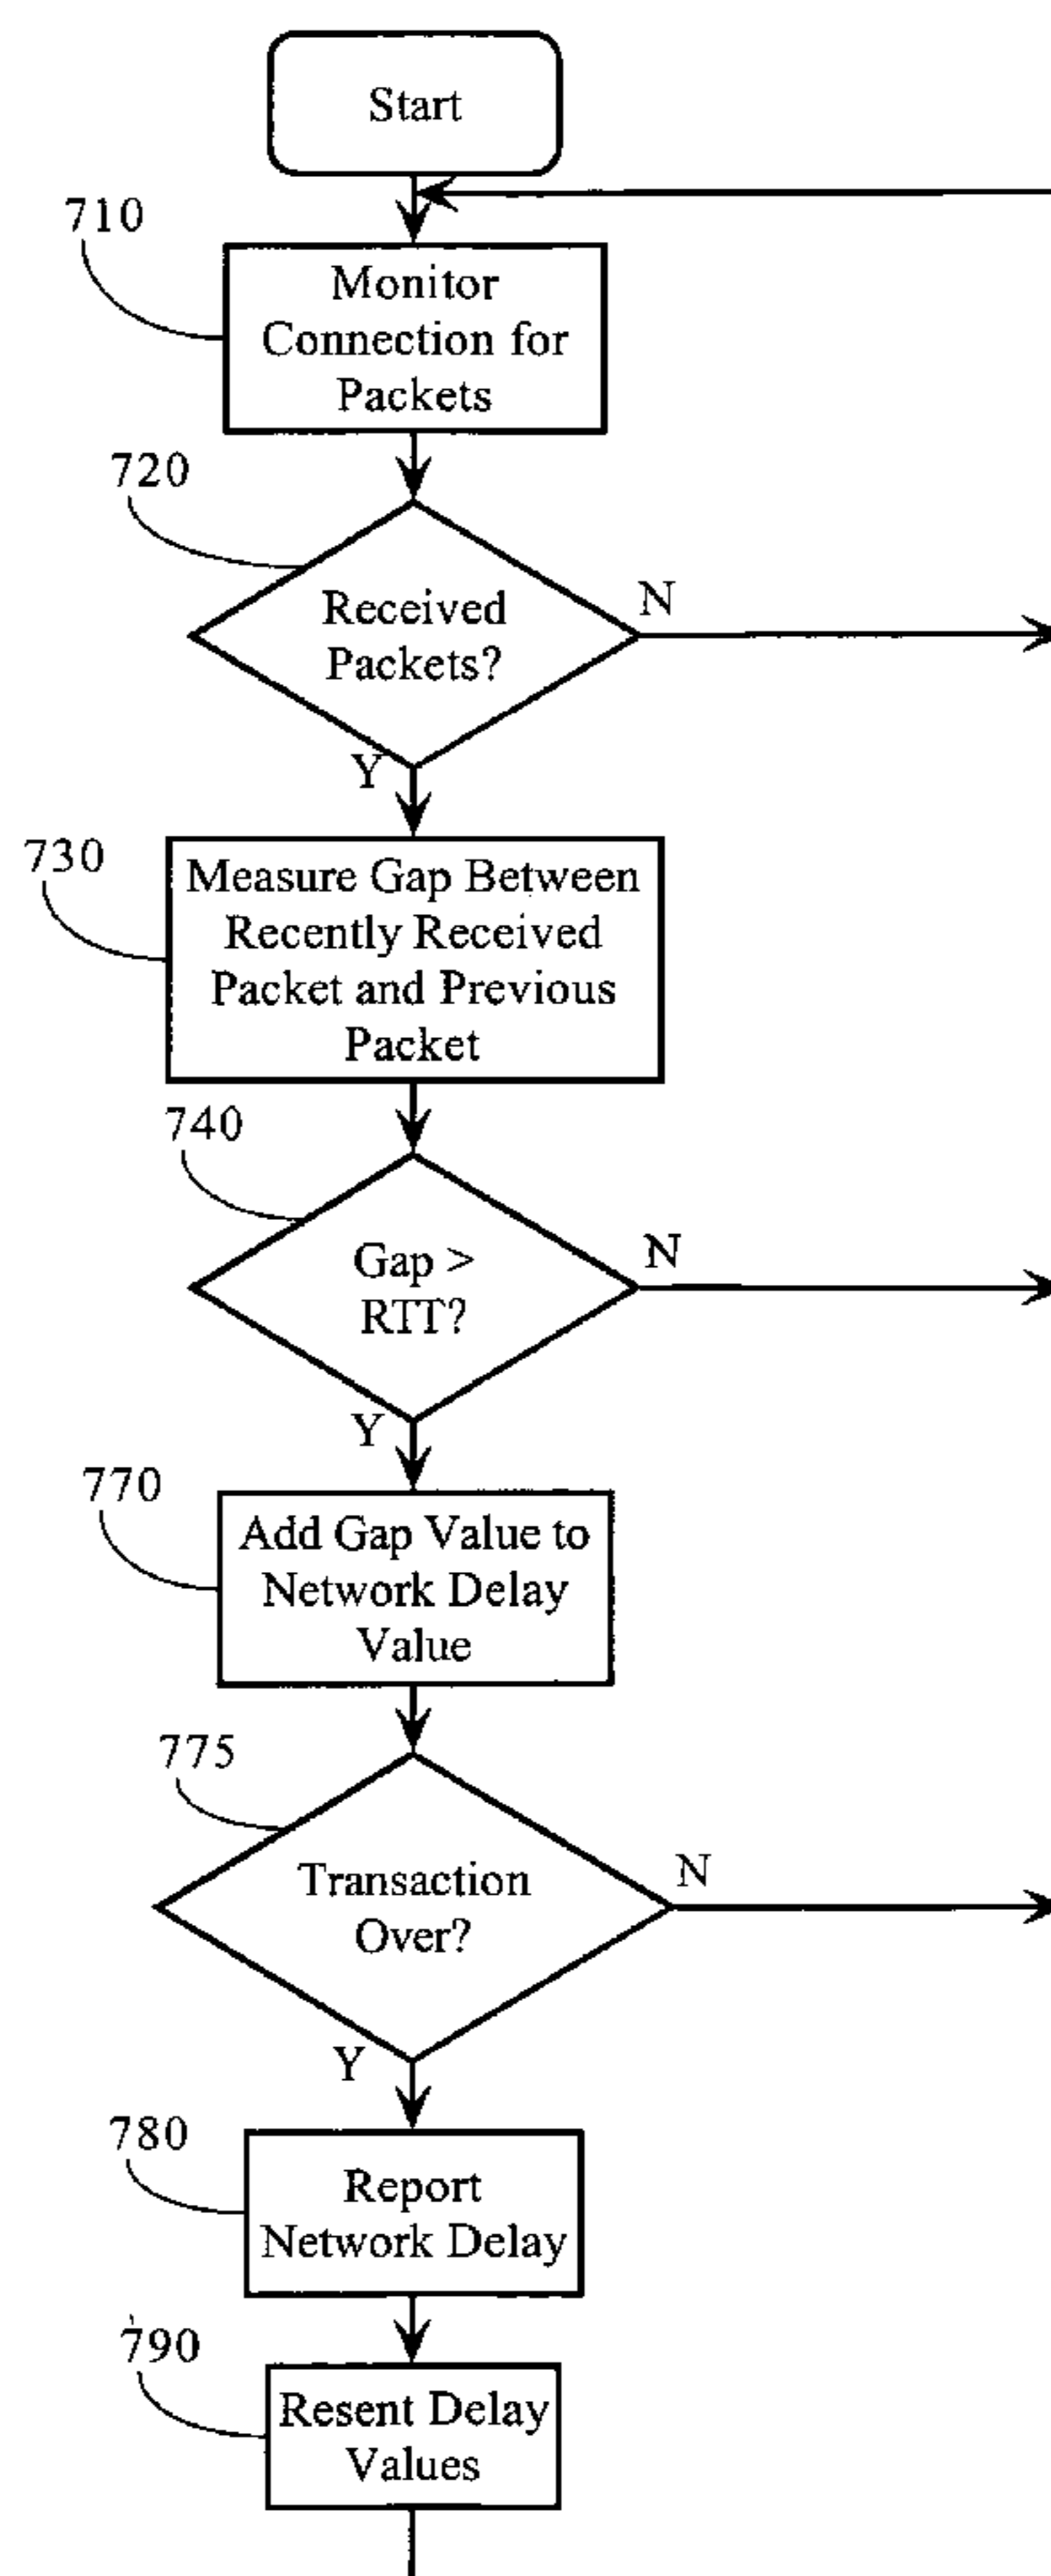 Start
710
Monitor
Connection for
Packets
720
Received
Packets?
N
Y
730
Measure Gap Between
Recently Received
Packet and Previous
Packet
740
Gap >
RTT?
N
Y
770
Add Gap Value to
Network Delay
Value
775
Transaction
Over?
N
Y
780
Report
Network Delay
790
Resent Delay
Values